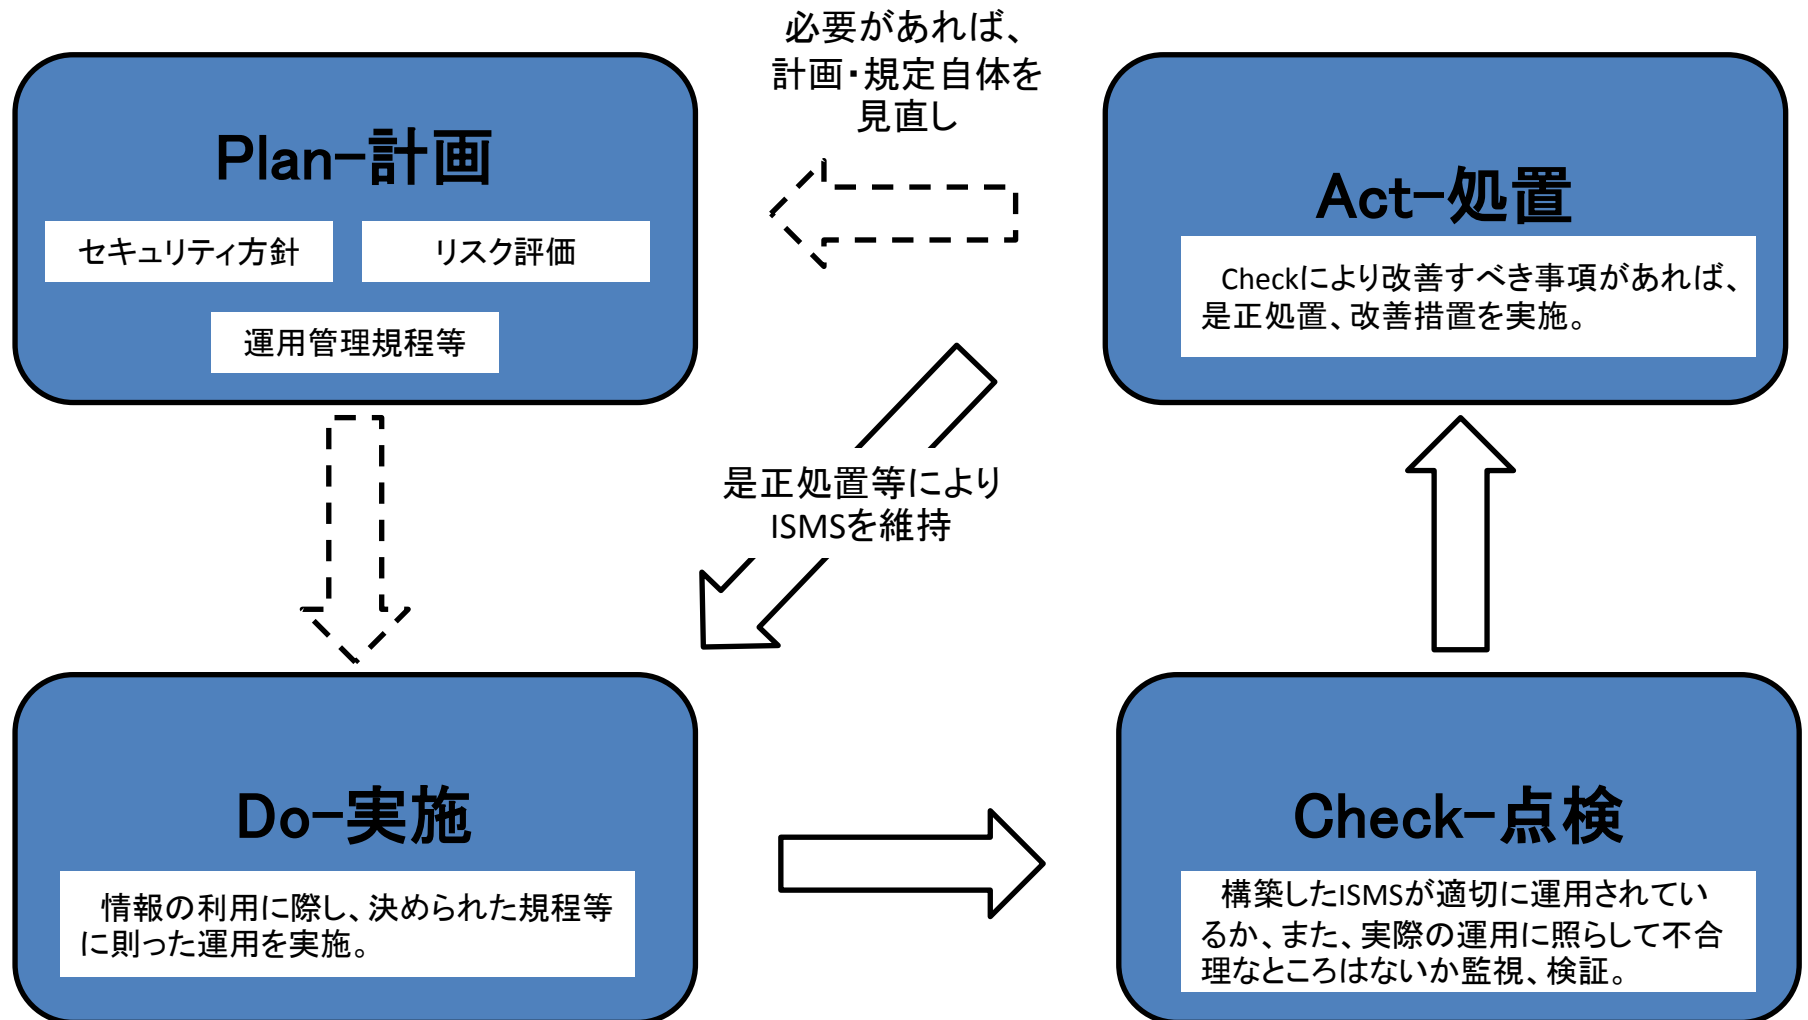 必要があれば、
計画・規定自体を
見直し
Plan-計画
セキュリティ方針
リスク評価
運用管理規程等
Act-処置
Checkにより改善すべき事項があれば、
是正処置、改善措置を実施。
是正処置等により
ISMSを維持
Do-実施
情報の利用に際し、決められた規程等
に則った運用を実施。
Check-点検
構築したISMSが適切に運用されてい
るか、また、実際の運用に照らして不合
理なところはないか監視、検証。